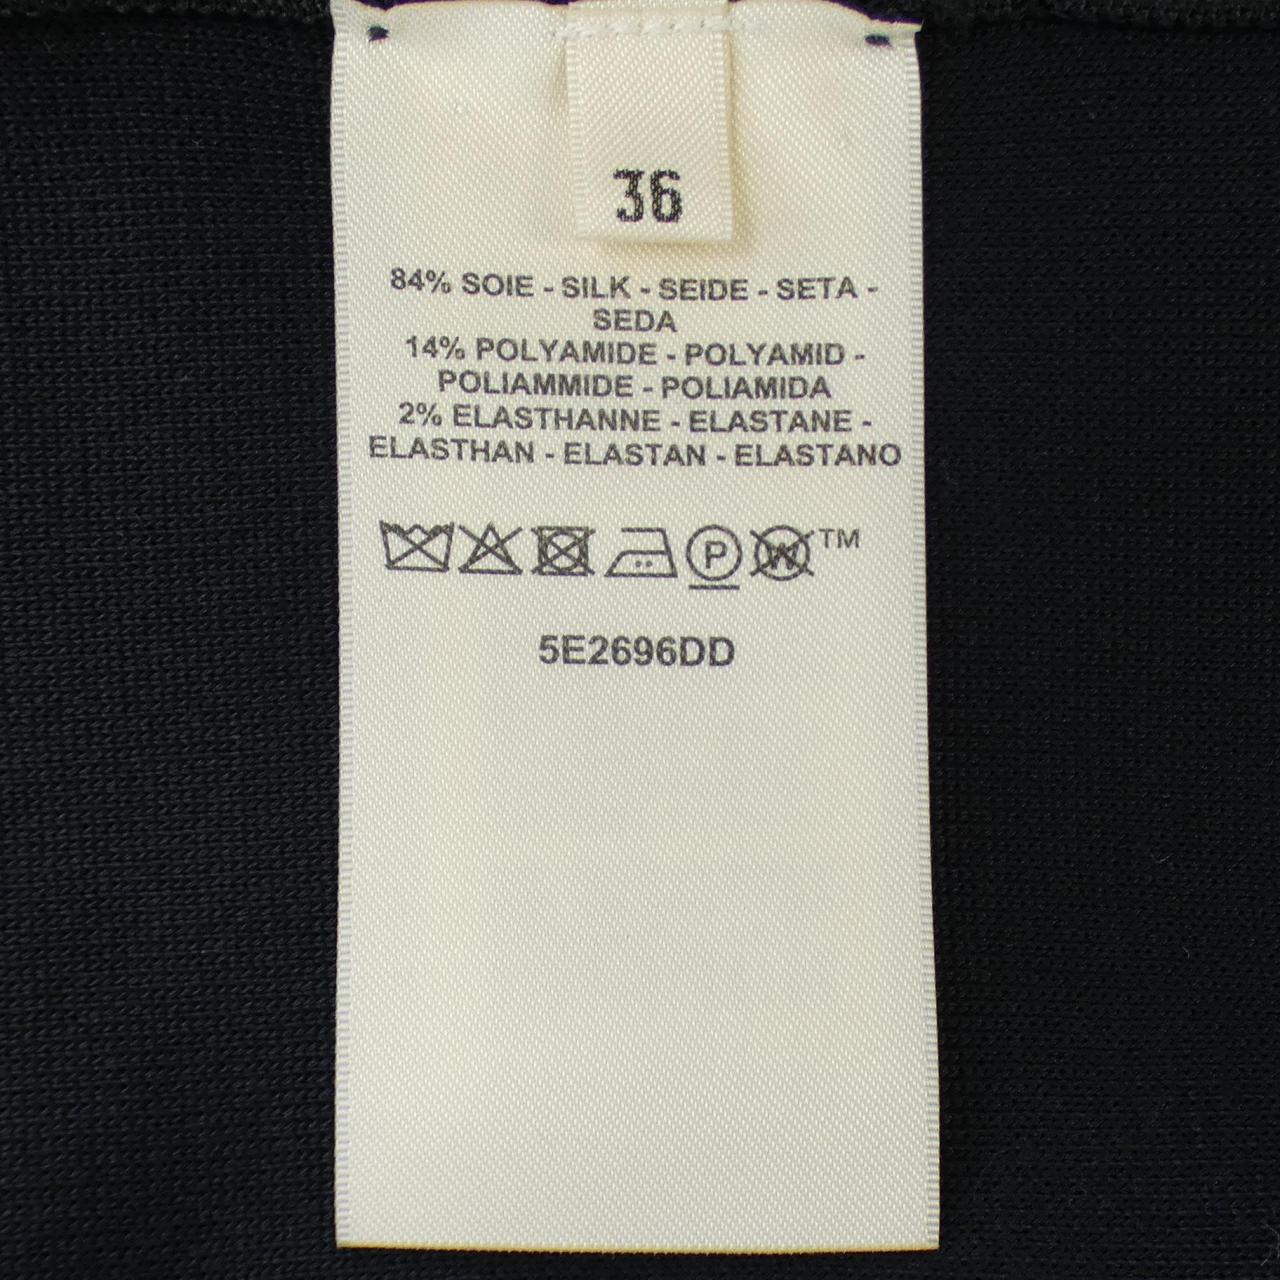 36
84% SOIE - SILK - SEIDE - SETA -
SEDA
14% POLYAMIDE - POLYAMID -
POLIAMMIDE - POLIAMIDA
2% ELASTHANNE - ELASTANE -
ELASTHAN - ELASTAN - ELASTANO
P W TM
5E2696DD